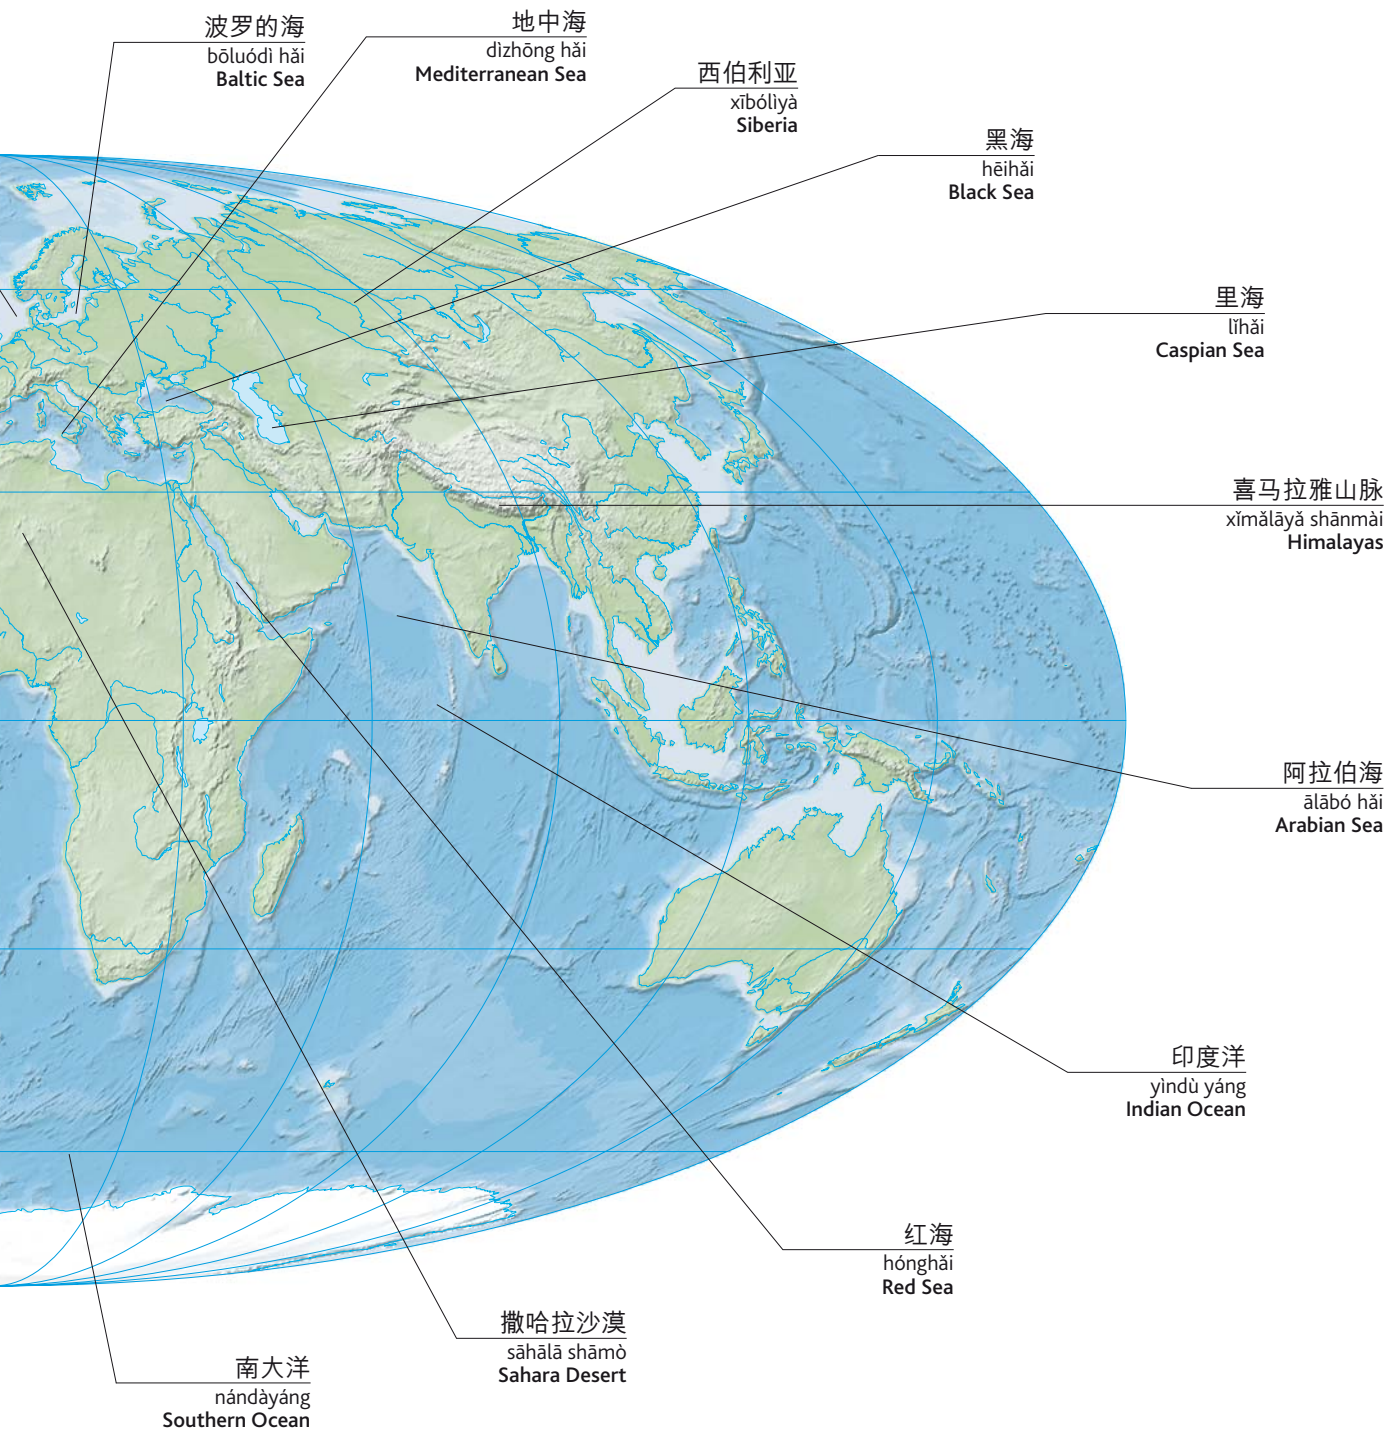 波罗的海
bōluódì hǎi
Baltic Sea
地中海
dìzhōng hǎi
Mediterranean Sea
西伯利亚
xībólìyà
Siberia
黑海
hēihǎi
Black Sea
里海
lǐhǎi
Caspian Sea
喜马拉雅山脉
xǐmǎlāyǎ shānmài
Himalayas
阿拉伯海
ālābó hǎi
Arabian Sea
印度洋
yìndù yáng
Indian Ocean
红海
hónghǎi
Red Sea
撒哈拉沙漠
sāhālā shāmò
Sahara Desert
南大洋
nándàyáng
Southern Ocean